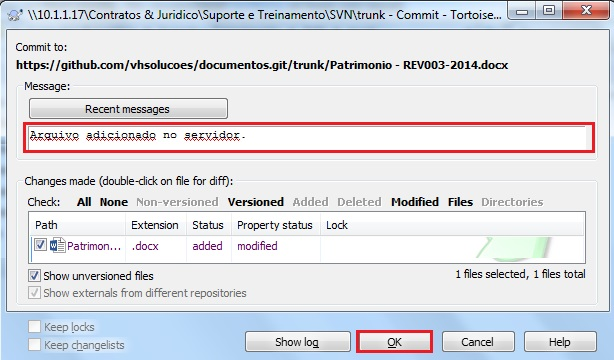 \\10.1.1.17\Contratos & Juridico\Suporte e Treinamento\SVN\trunk - Commit - Tortoise...
Commit to:
https://github.com/vhsolucoes/documentos.git/trunk/Patrimonio - REV003-2014.docx
Message:
Recent messages
Arquivo adicionado no servidor.
Changes made (double-click on file for diff):
Check: All None Non-versioned Versioned Added Deleted Modified Files Directories
Path Extension Status Property status Lock
Patrimon... .docx added modified
Show unversioned files
1 files selected, 1 files total
Show externals from different repositories
Keep locks
Keep changelists
Show log OK Cancel Help